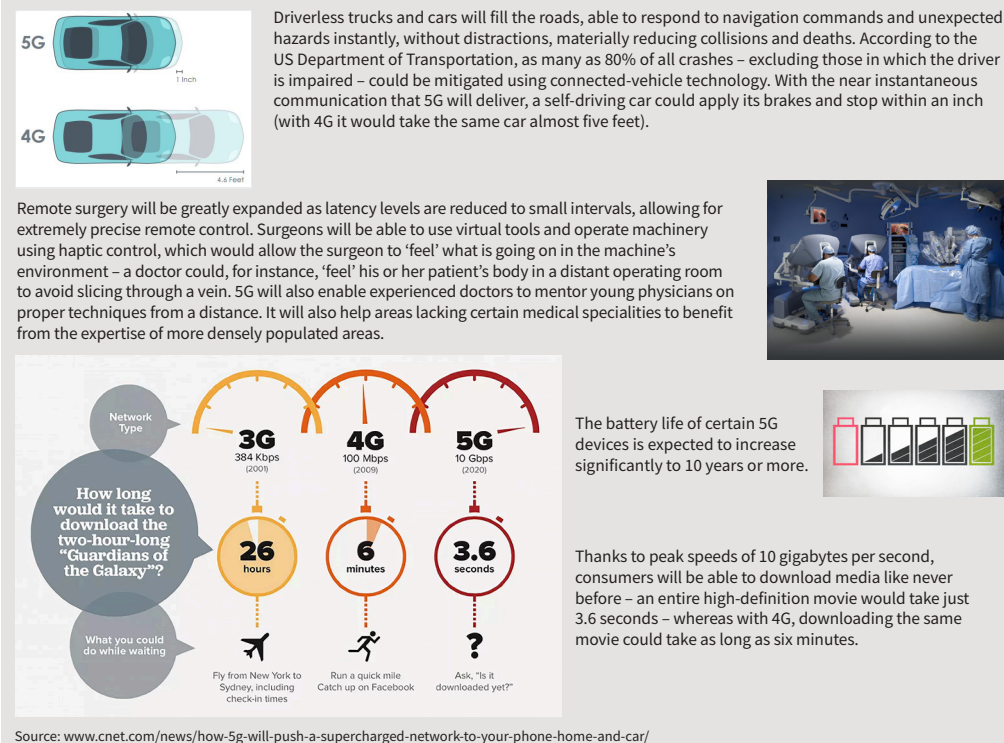 5G
1 Inch
4G
4.6 Feet
Driverless trucks and cars will fill the roads, able to respond to navigation commands and unexpected
hazards instantly, without distractions, materially reducing collisions and deaths. According to the
US Department of Transportation, as many as 80% of all crashes – excluding those in which the driver
is impaired – could be mitigated using connected-vehicle technology. With the near instantaneous
communication that 5G will deliver, a self-driving car could apply its brakes and stop within an inch
(with 4G it would take the same car almost five feet).
Remote surgery will be greatly expanded as latency levels are reduced to small intervals, allowing for
extremely precise remote control. Surgeons will be able to use virtual tools and operate machinery
using haptic control, which would allow the surgeon to ‘feel’ what is going on in the machine’s
environment – a doctor could, for instance, ‘feel’ his or her patient’s body in a distant operating room
to avoid slicing through a vein. 5G will also enable experienced doctors to mentor young physicians on
proper techniques from a distance. It will also help areas lacking certain medical specialities to benefit
from the expertise of more densely populated areas.
Network
Type
3G
384 Kbps
(2001)
4G
100 Mbps
(2009)
5G
10 Gbps
(2020)
How long
would it take to
download the
two-hour-long
“Guardians of
the Galaxy”?
26
hours
6
minutes
3.6
seconds
What you could
do while waiting
Fly from New York to
Sydney, including
check-in times
Run a quick mile
Catch up on Facebook
Ask, “Is it
downloaded yet?”
?
The battery life of certain 5G
devices is expected to increase
significantly to 10 years or more.
Thanks to peak speeds of 10 gigabytes per second,
consumers will be able to download media like never
before – an entire high-definition movie would take just
3.6 seconds – whereas with 4G, downloading the same
movie could take as long as six minutes.
Source: www.cnet.com/news/how-5g-will-push-a-supercharged-network-to-your-phone-home-and-car/